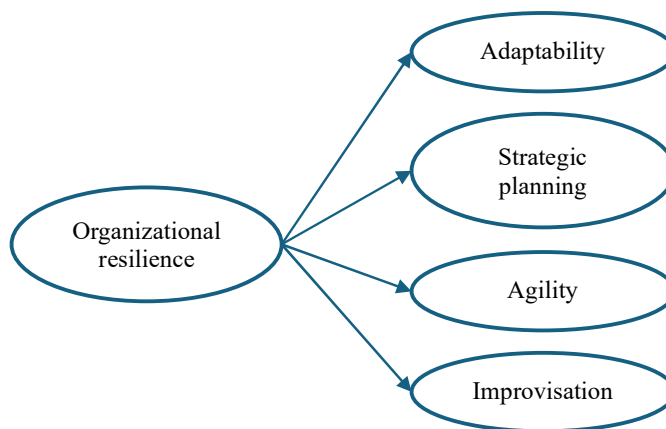 Adaptability
Strategic
planning
Organizational
resilience
Agility
Improvisation